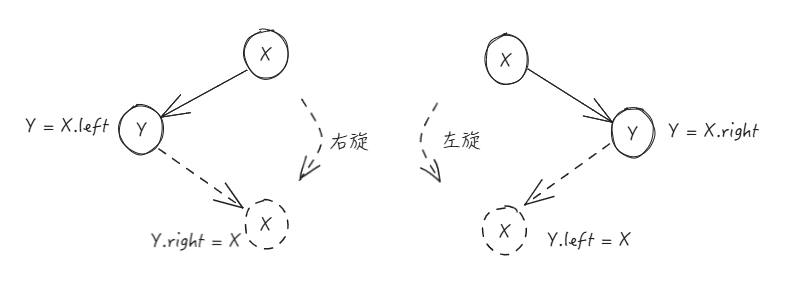 X
Y = X.left
Y
右旋
Y.right = X
X
X
左旋
Y
Y = X.right
X
Y.left = X